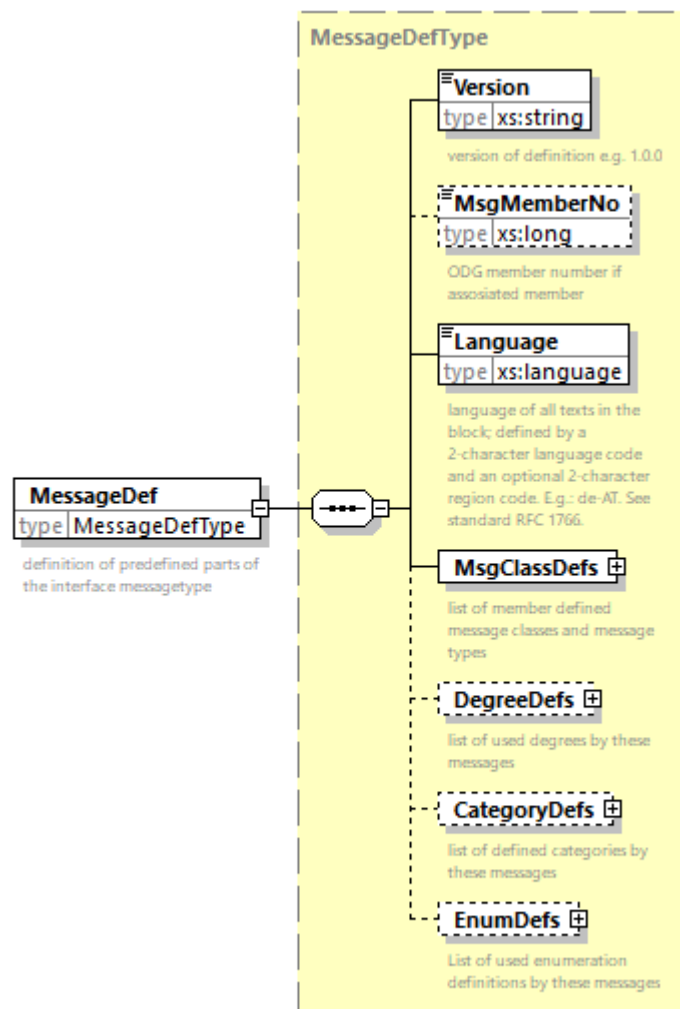 MessageDefType
Version
type xs:string
version of definition e.g. 1.0.0
MsgMemberNo
type xs:long
ODG member number if
assosiated member
Language
type xs:language
language of all texts in the
block; defined by a
2-character language code
and an optional 2-character
region code. E.g.: de-AT. See
standard RFC 1766.
MessageDef
type MessageDefType
definition of predefined parts of
the interface messagetype
MsgClassDefs
list of member defined
message classes and message
types
DegreeDefs
list of used degrees by these
messages
CategoryDefs
list of defined categories by
these messages
EnumDefs
List of used enumeration
definitions by these messages